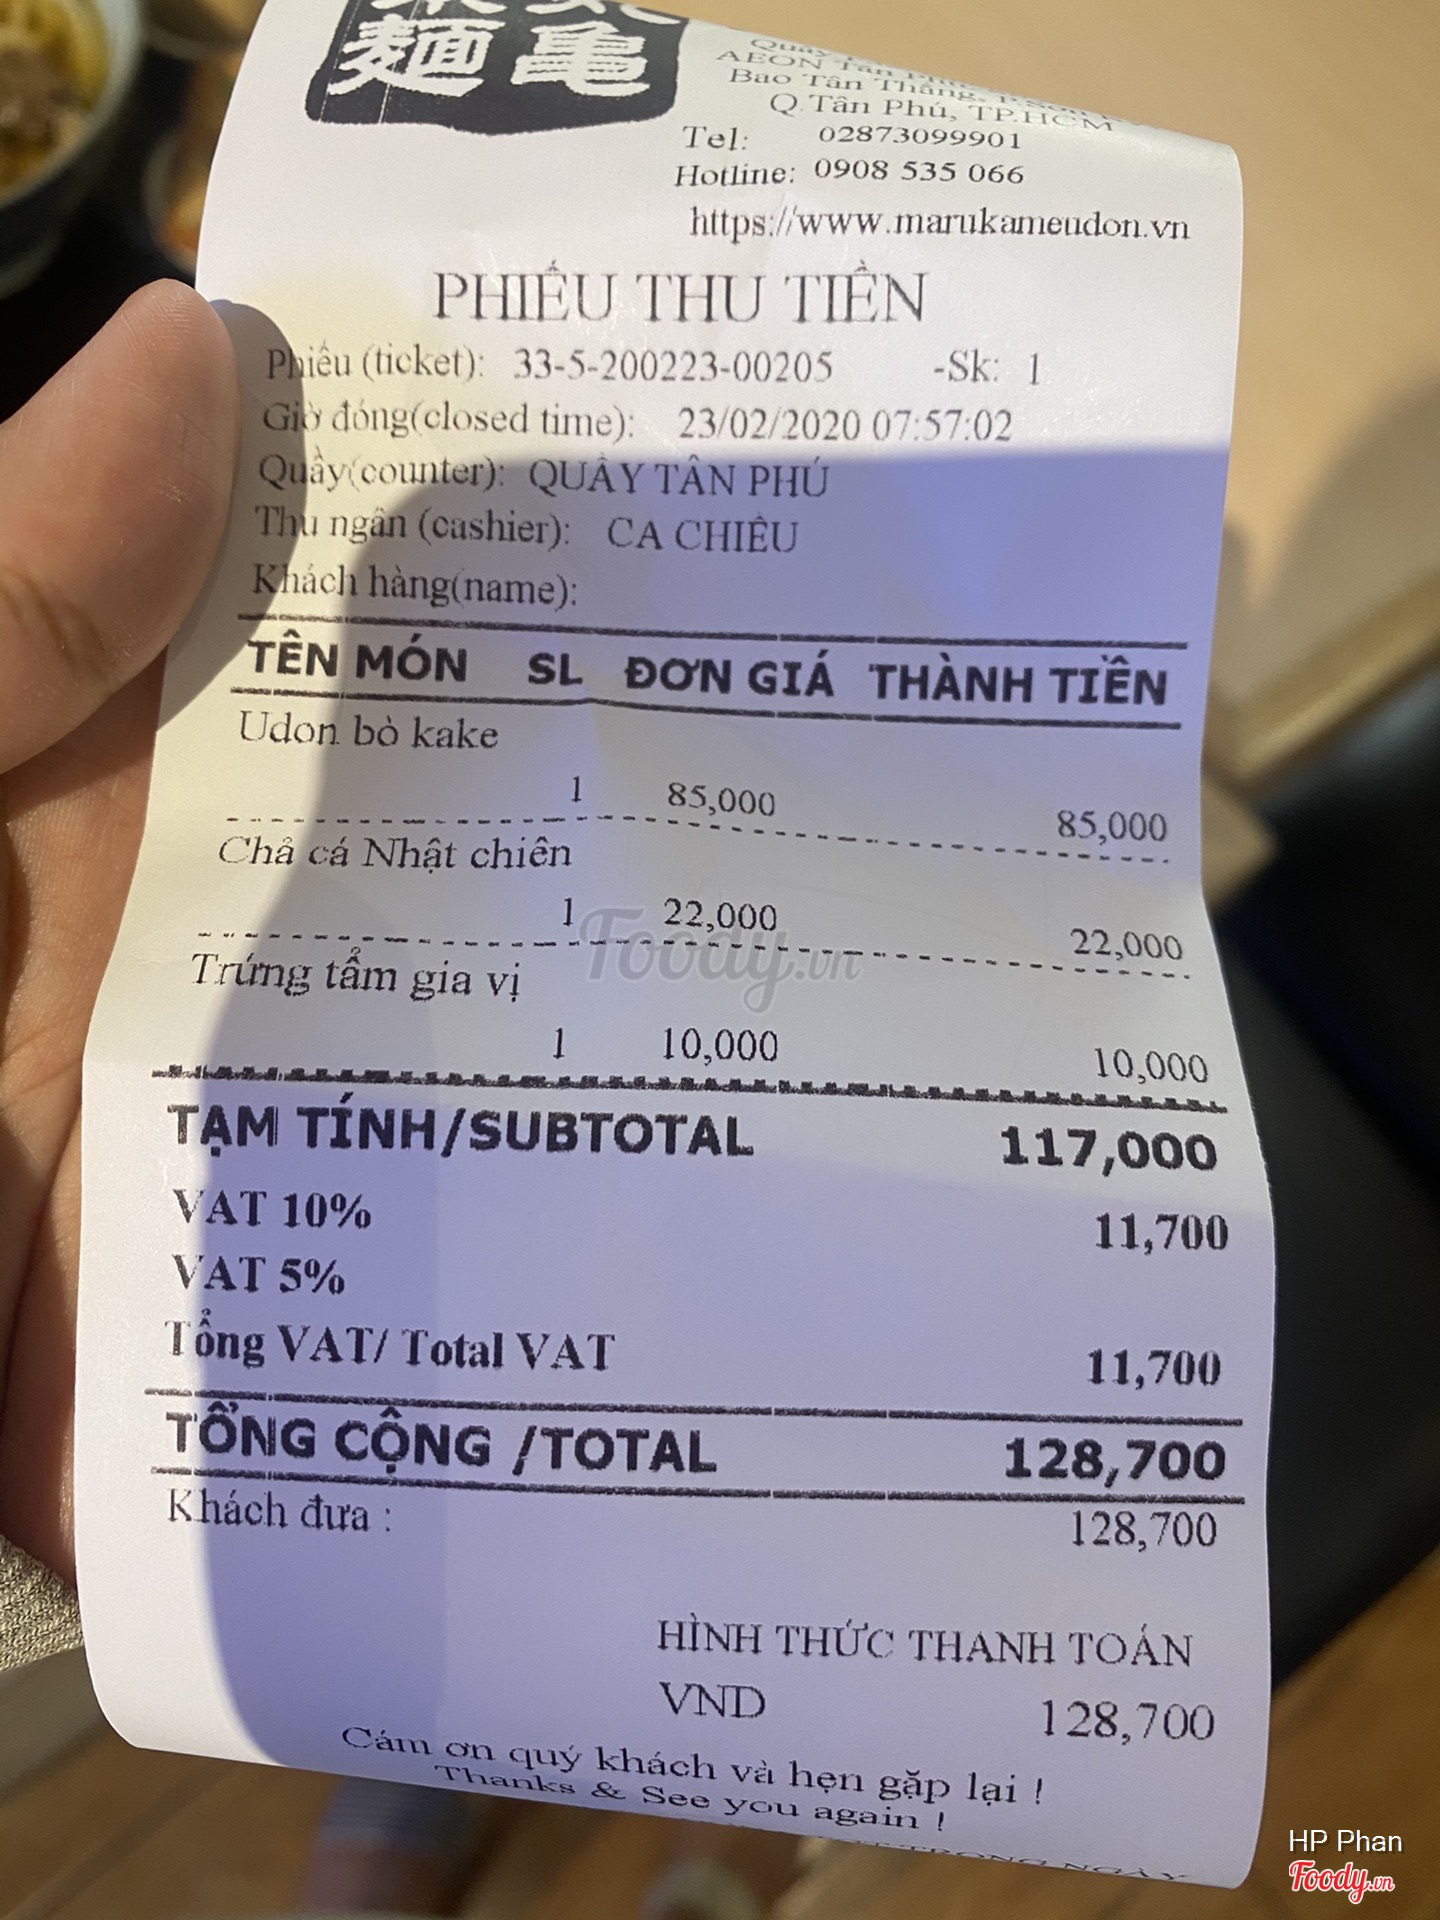 麺 亀
AEON Tân Phú
Bao Tân Thắng, P.Sơn
Q.Tân Phú, TP.HCM
Tel: 02873099901
Hotline: 0908 535 066
https://www.marukameudon.vn
PHIẾU THU TIỀN
Phiếu (ticket): 33-5-200223-00205 -Sk: 1
Giờ đóng(closed time): 23/02/2020 07:57:02
Quầy(counter): QUẦY TÂN PHÚ
Thu ngân (cashier): CA CHIỀU
Khách hàng(name):
TÊN MÓN SL ĐƠN GIÁ THÀNH TIỀN
Udon bò kake
1 85,000 85,000
Chả cá Nhật chiên
1 22,000 22,000
Trứng tẩm gia vị
1 10,000 10,000
TẠM TÍNH/SUBTOTAL 117,000
VAT 10% 11,700
VAT 5%
Tổng VAT/ Total VAT 11,700
TỔNG CỘNG /TOTAL 128,700
Khách đưa : 128,700
HÌNH THỨC THANH TOÁN
VND 128,700
Cám ơn quý khách và hẹn gặp lại !
Thanks & See you again !
TRONG NGÀY
Foody.vn
HP Phan
Foody.vn